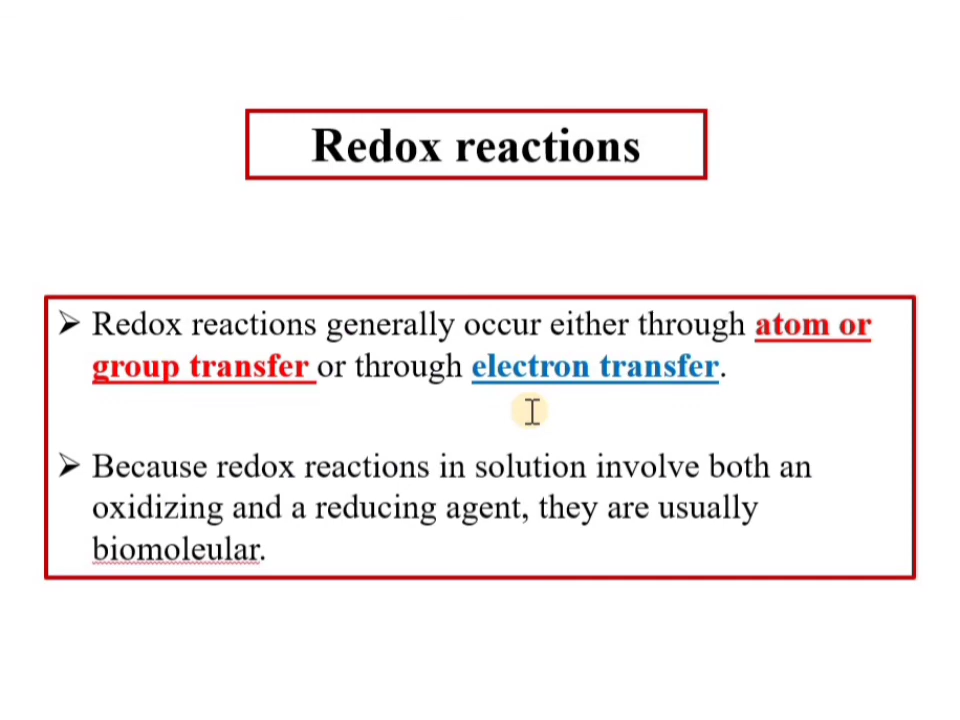 Redox reactions
➢ Redox reactions generally occur either through atom or
group transfer or through electron transfer.
➢ Because redox reactions in solution involve both an
oxidizing and a reducing agent, they are usually
biomoleular.